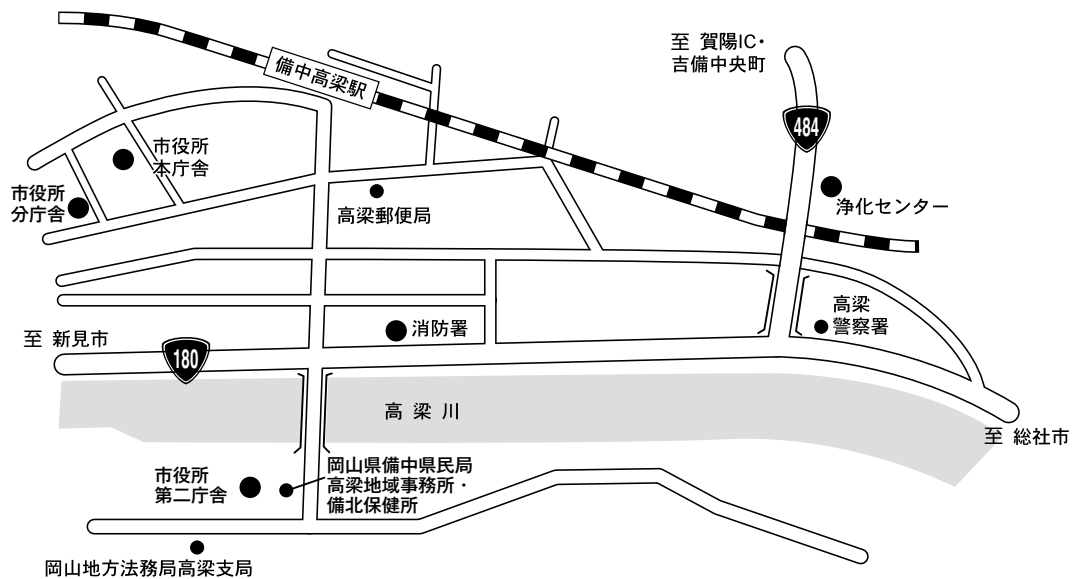 至 賀陽IC・
吉備中央町
備中高梁駅
484
市役所
本庁舎
市役所
分庁舎
浄化センター
高梁郵便局
高梁
警察署
消防署
至 新見市
180
高 梁 川
至 総社市
市役所
第二庁舎
岡山県備中県民局
高梁地域事務所・
備北保健所
岡山地方法務局高梁支局